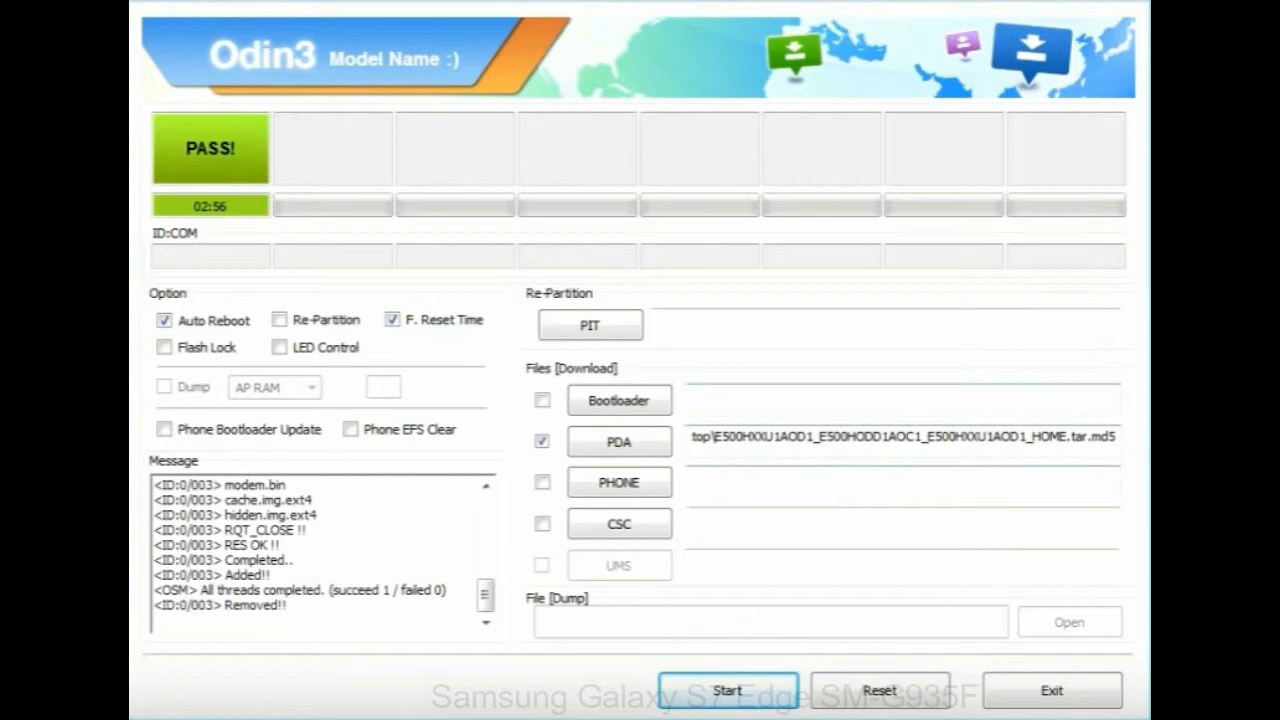 Odin3 Model Name :)
PASS!
02:56
ID:COM
Option
Auto Reboot Re-Partition F. Reset Time
Flash Lock LED Control
Dump AP RAM
Phone Bootloader Update Phone EFS Clear
Message
<ID:0/003> modem.bin
<ID:0/003> cache.img.ext4
<ID:0/003> hidden.img.ext4
<ID:0/003> RQT_CLOSE !!
<ID:0/003> RES OK !!
<ID:0/003> Completed..
<ID:0/003> Added!!
<OSM> All threads completed. (succeed 1 / failed 0)
<ID:0/003> Removed!!
Re-Partition
PIT
Files [Download]
Bootloader
PDA top\E500HXXU1AOD1_E500HODD1AOC1_E500HXXU1AOD1_HOME.tar.md5
PHONE
CSC
UMS
File [Dump]
Open
Start Reset Exit
Samsung Galaxy S7 Edge SM-G935F